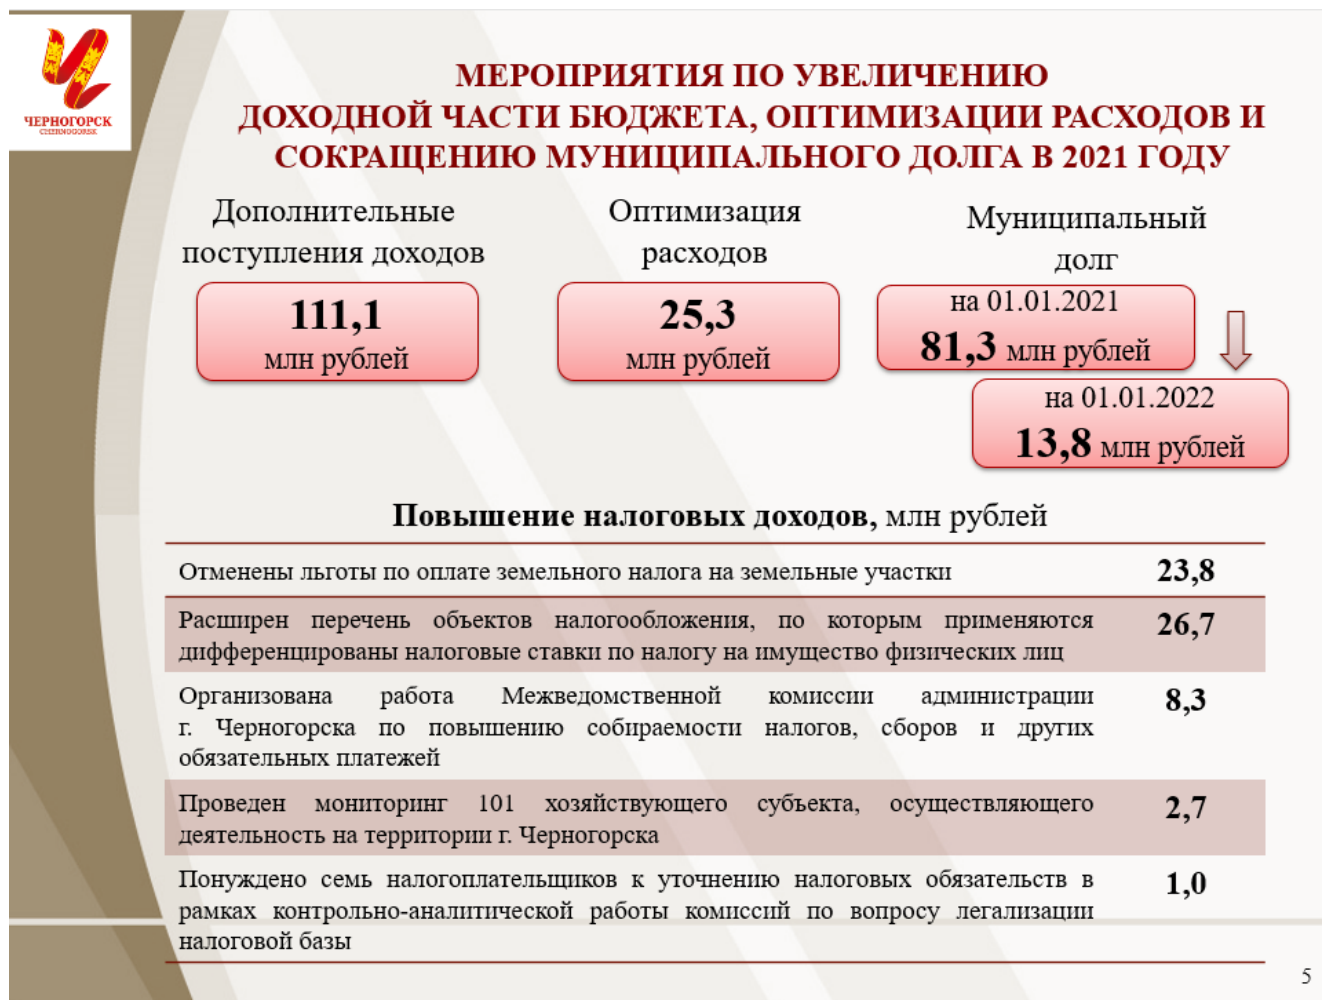 ЧЕРНОГОРСК
CHERNOGORSK
МЕРОПРИЯТИЯ ПО УВЕЛИЧЕНИЮ
ДОХОДНОЙ ЧАСТИ БЮДЖЕТА, ОПТИМИЗАЦИИ РАСХОДОВ И
СОКРАЩЕНИЮ МУНИЦИПАЛЬНОГО ДОЛГА В 2021 ГОДУ
Дополнительные
поступления доходов
111,1
млн рублей
Оптимизация
расходов
25,3
млн рублей
Муниципальный
долг
на 01.01.2021
81,3 млн рублей
на 01.01.2022
13,8 млн рублей
Повышение налоговых доходов, млн рублей
Отменены льготы по оплате земельного налога на земельные участки 23,8
Расширен перечень объектов налогообложения, по которым применяются 26,7
дифференцированы налоговые ставки по налогу на имущество физических лиц
Организована работа Межведомственной комиссии администрации 8,3
г. Черногорска по повышению собираемости налогов, сборов и других
обязательных платежей
Проведен мониторинг 101 хозяйствующего субъекта, осуществляющего 2,7
деятельность на территории г. Черногорска
Понуждено семь налогоплательщиков к уточнению налоговых обязательств в 1,0
рамках контрольно-аналитической работы комиссий по вопросу легализации
налоговой базы
5